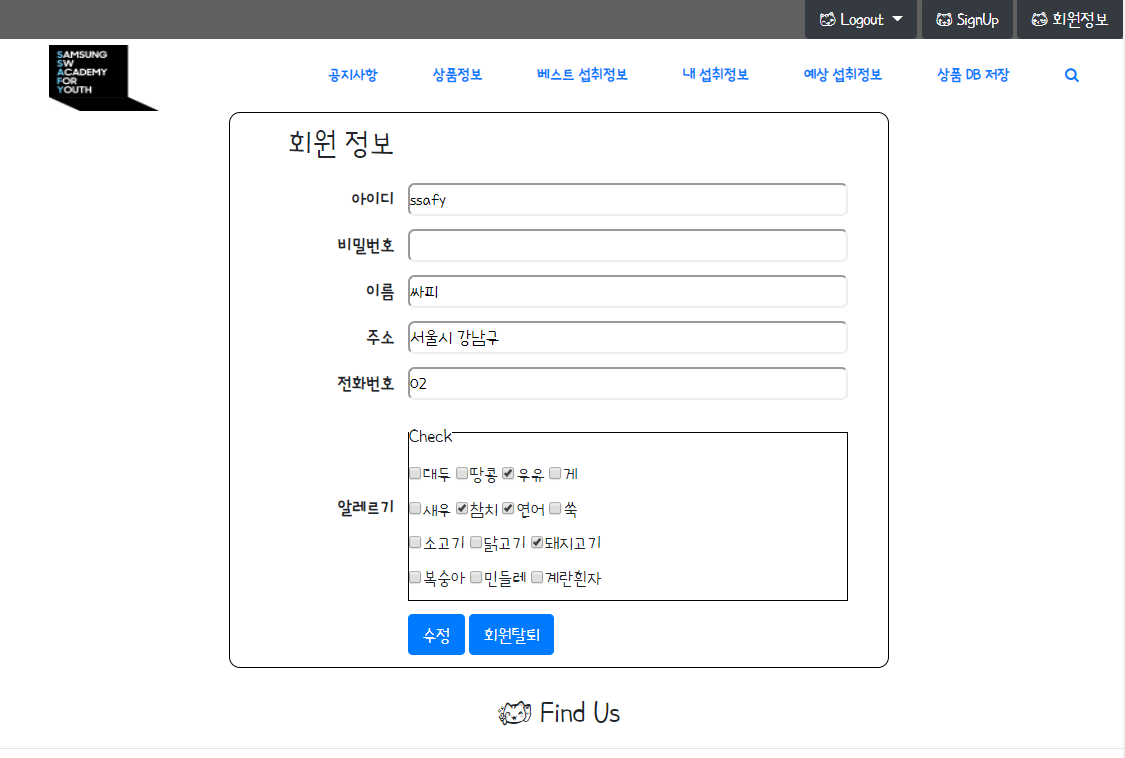 Logout SignUp 회원정보
SAMSUNG
SW
ACADEMY
FOR
YOUTH
공지사항 상품정보 베스트 섭취정보 내 섭취정보 예상 섭취정보 상품 DB 저장
회원 정보
아이디 ssafy
비밀번호
이름 싸피
주소 서울시 강남구
전화번호 02
Check
대두 땅콩 우유 게
알레르기
새우 참치 연어 쑥
소고기 닭고기 돼지고기
복숭아 민들레 계란흰자
수정 회원탈퇴
Find Us